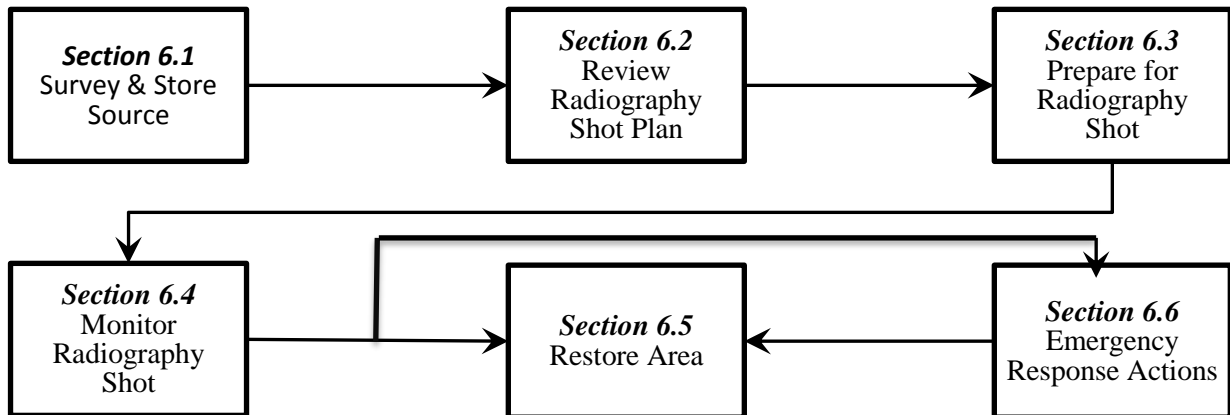 Section 6.1
Survey & Store
Source
Section 6.2
Review
Radiography
Shot Plan
Section 6.3
Prepare for
Radiography
Shot
Section 6.4
Monitor
Radiography
Shot
Section 6.5
Restore Area
Section 6.6
Emergency
Response Actions